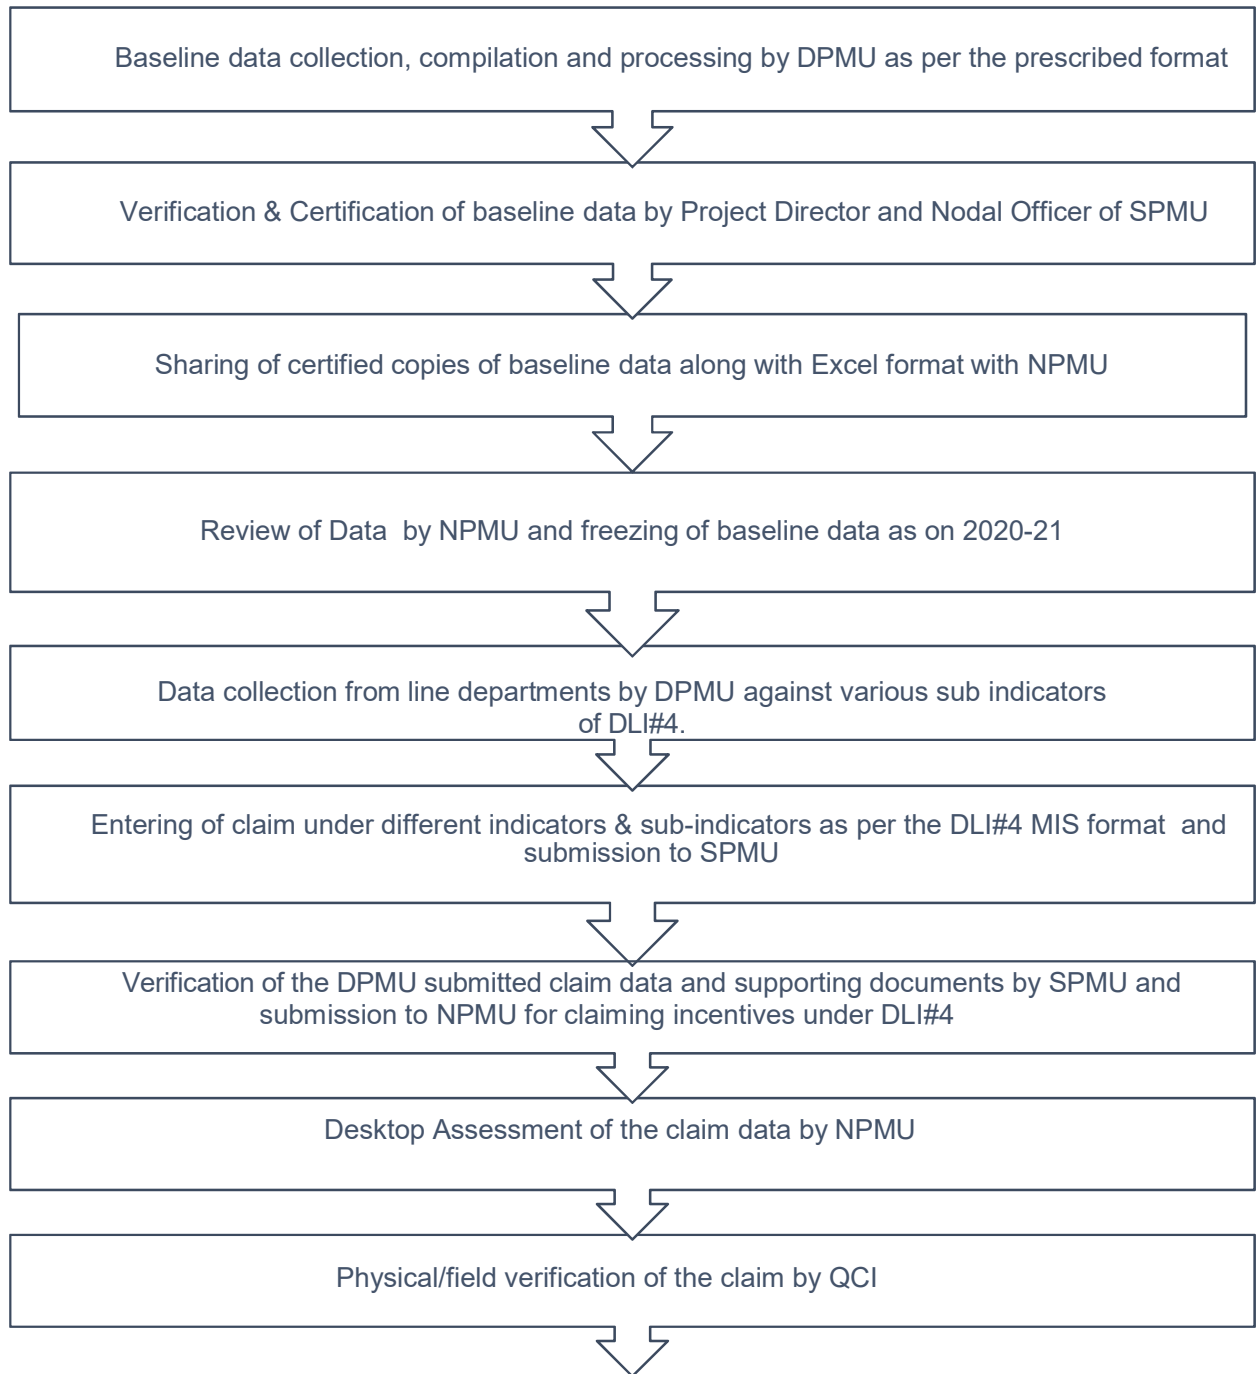 Baseline data collection, compilation and processing by DPMU as per the prescribed format
Verification & Certification of baseline data by Project Director and Nodal Officer of SPMU
Sharing of certified copies of baseline data along with Excel format with NPMU
Review of Data  by NPMU and freezing of baseline data as on 2020-21
Data collection from line departments by DPMU against various sub indicators
of DLI#4.
Entering of claim under different indicators & sub-indicators as per the DLI#4 MIS format  and
submission to SPMU
Verification of the DPMU submitted claim data and supporting documents by SPMU and
submission to NPMU for claiming incentives under DLI#4
Desktop Assessment of the claim data by NPMU
Physical/field verification of the claim by QCI